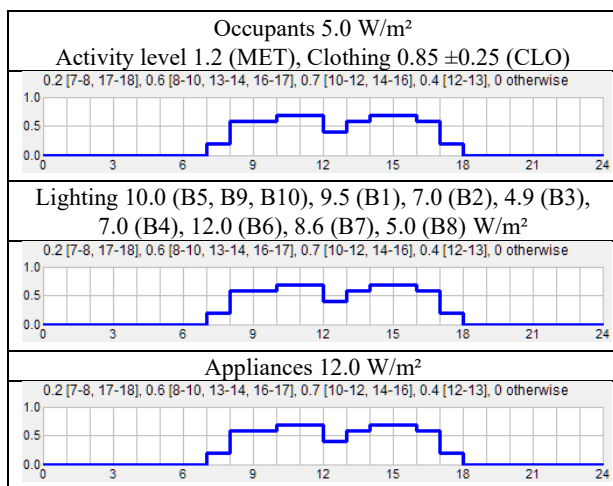 Occupants 5.0 W/m²
Activity level 1.2 (MET), Clothing 0.85 ±0.25 (CLO)
0.2 [7-8, 17-18], 0.6 [8-10, 13-14, 16-17], 0.7 [10-12, 14-16], 0.4 [12-13], 0 otherwise
1.0
0.5
0.0
0 3 6 9 12 15 18 21 24
Lighting 10.0 (B5, B9, B10), 9.5 (B1), 7.0 (B2), 4.9 (B3),
7.0 (B4), 12.0 (B6), 8.6 (B7), 5.0 (B8) W/m²
0.2 [7-8, 17-18], 0.6 [8-10, 13-14, 16-17], 0.7 [10-12, 14-16], 0.4 [12-13], 0 otherwise
1.0
0.5
0.0
0 3 6 9 12 15 18 21 24
Appliances 12.0 W/m²
0.2 [7-8, 17-18], 0.6 [8-10, 13-14, 16-17], 0.7 [10-12, 14-16], 0.4 [12-13], 0 otherwise
1.0
0.5
0.0
0 3 6 9 12 15 18 21 24